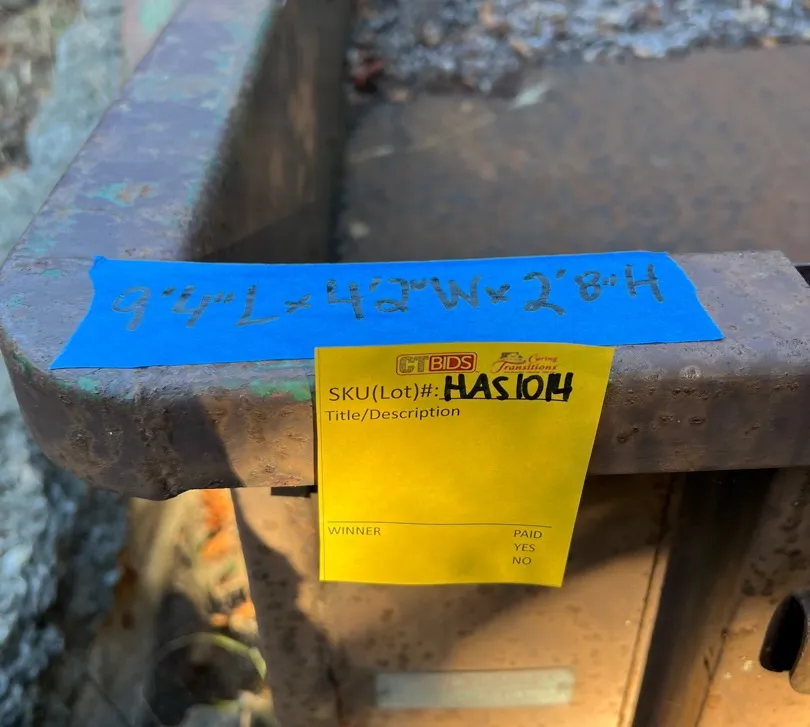 9'4"L x 4'2"W x 2'8"H
CTBIDS Caring Transitions
SKU(Lot)#: HAS1014
Title/Description
WINNER PAID
YES
NO